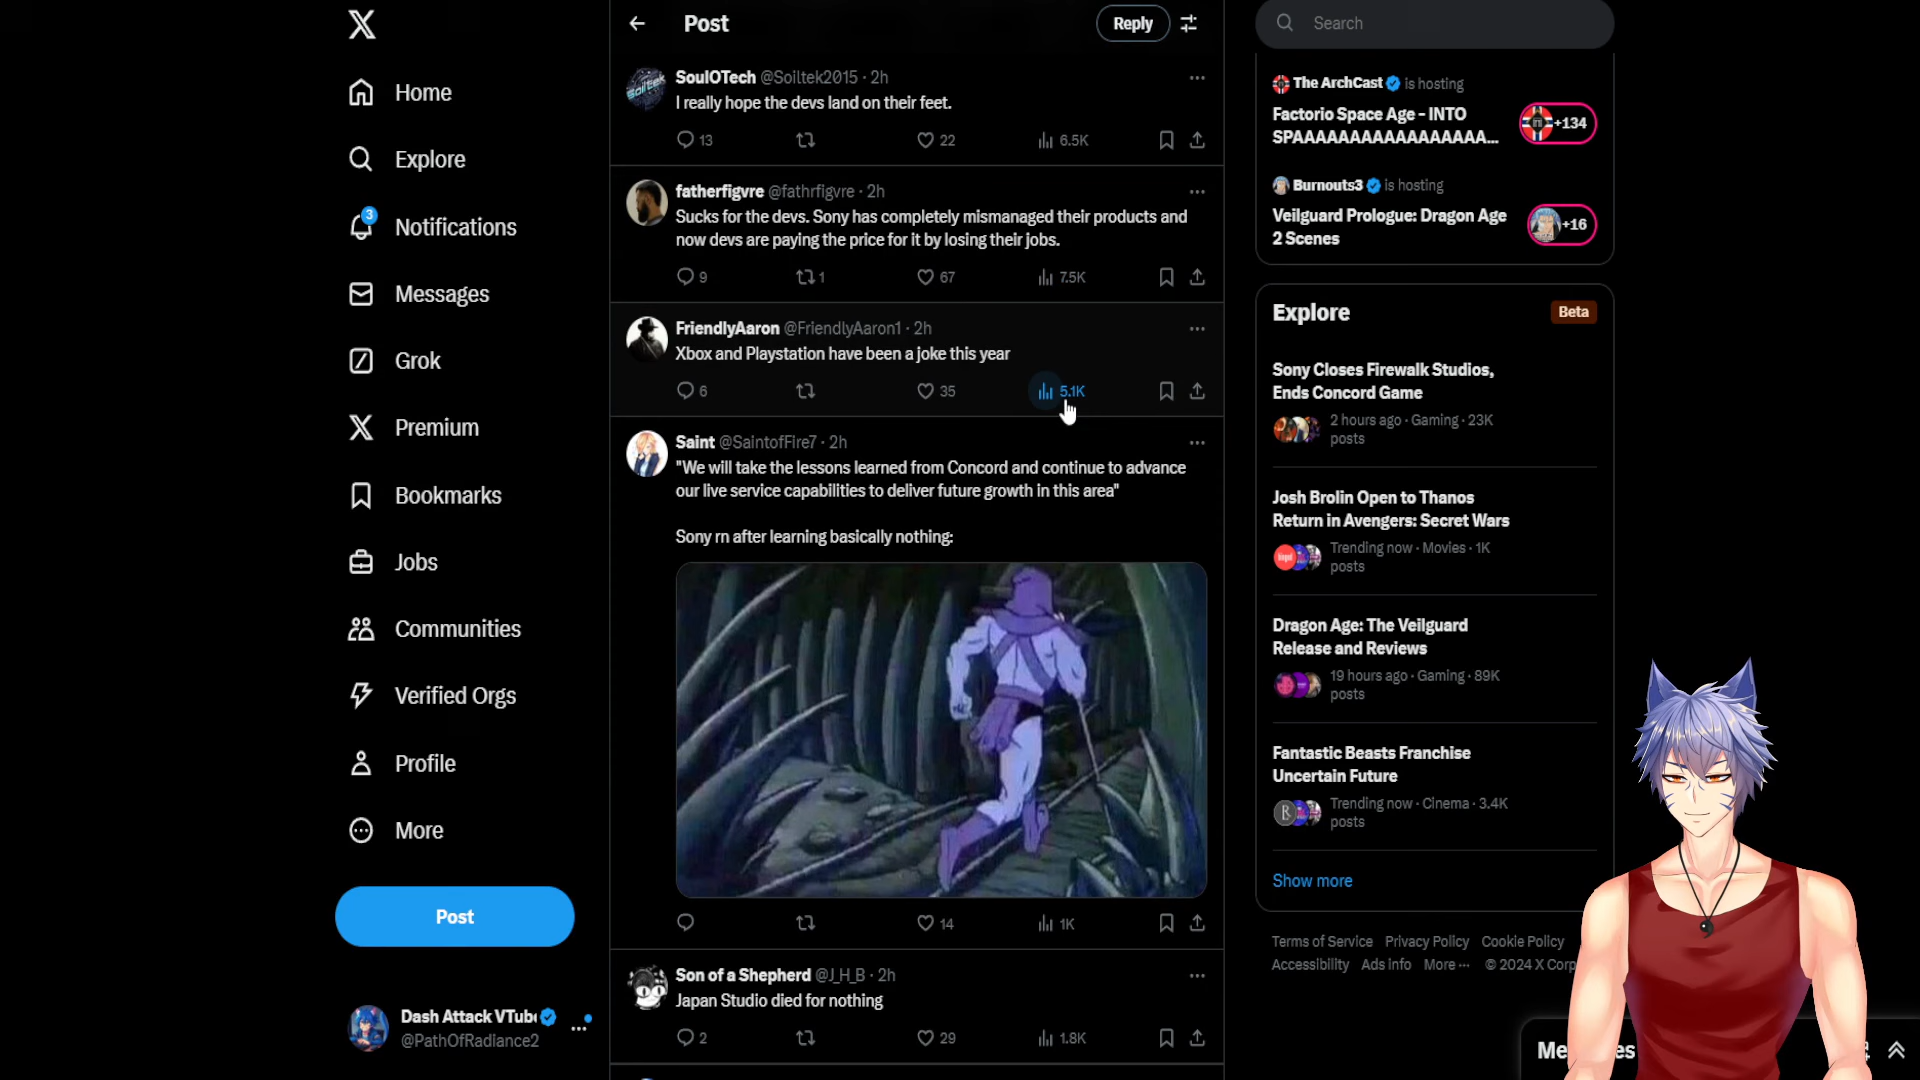 Home
Explore
3
Notifications
Messages
Grok
Premium
Bookmarks
Jobs
Communities
Verified Orgs
Profile
More
Post
Dash Attack VTub
@PathOfRadiance2
Post
Reply
SoulOTech @Soiltek2015 · 2h
I really hope the devs land on their feet.
13 22 6.5K
fatherfigvre @fathrfigvre · 2h
Sucks for the devs. Sony has completely mismanaged their products and
now devs are paying the price for it by losing their jobs.
9 1 67 7.5K
FriendlyAaron @FriendlyAaron1 · 2h
Xbox and Playstation have been a joke this year
6 35 5.1K
Saint @SaintofFire7 · 2h
"We will take the lessons learned from Concord and continue to advance
our live service capabilities to deliver future growth in this area"
Sony rn after learning basically nothing:
14 1K
Son of a Shepherd @J_H_B · 2h
Japan Studio died for nothing
2 29 1.8K
Search
The ArchCast is hosting
Factorio Space Age - INTO
SPAAAAAAAAAAAAAAAAA...
+134
Burnouts3 is hosting
Veilguard Prologue: Dragon Age
2 Scenes
+16
Explore
Beta
Sony Closes Firewalk Studios,
Ends Concord Game
2 hours ago · Gaming · 23K
posts
Josh Brolin Open to Thanos
Return in Avengers: Secret Wars
Trending now · Movies · 1K
posts
Dragon Age: The Veilguard
Release and Reviews
19 hours ago · Gaming · 89K
posts
Fantastic Beasts Franchise
Uncertain Future
Trending now · Cinema · 3.4K
posts
Show more
Terms of Service Privacy Policy Cookie Policy
Accessibility Ads info More ··· © 2024 X Corp